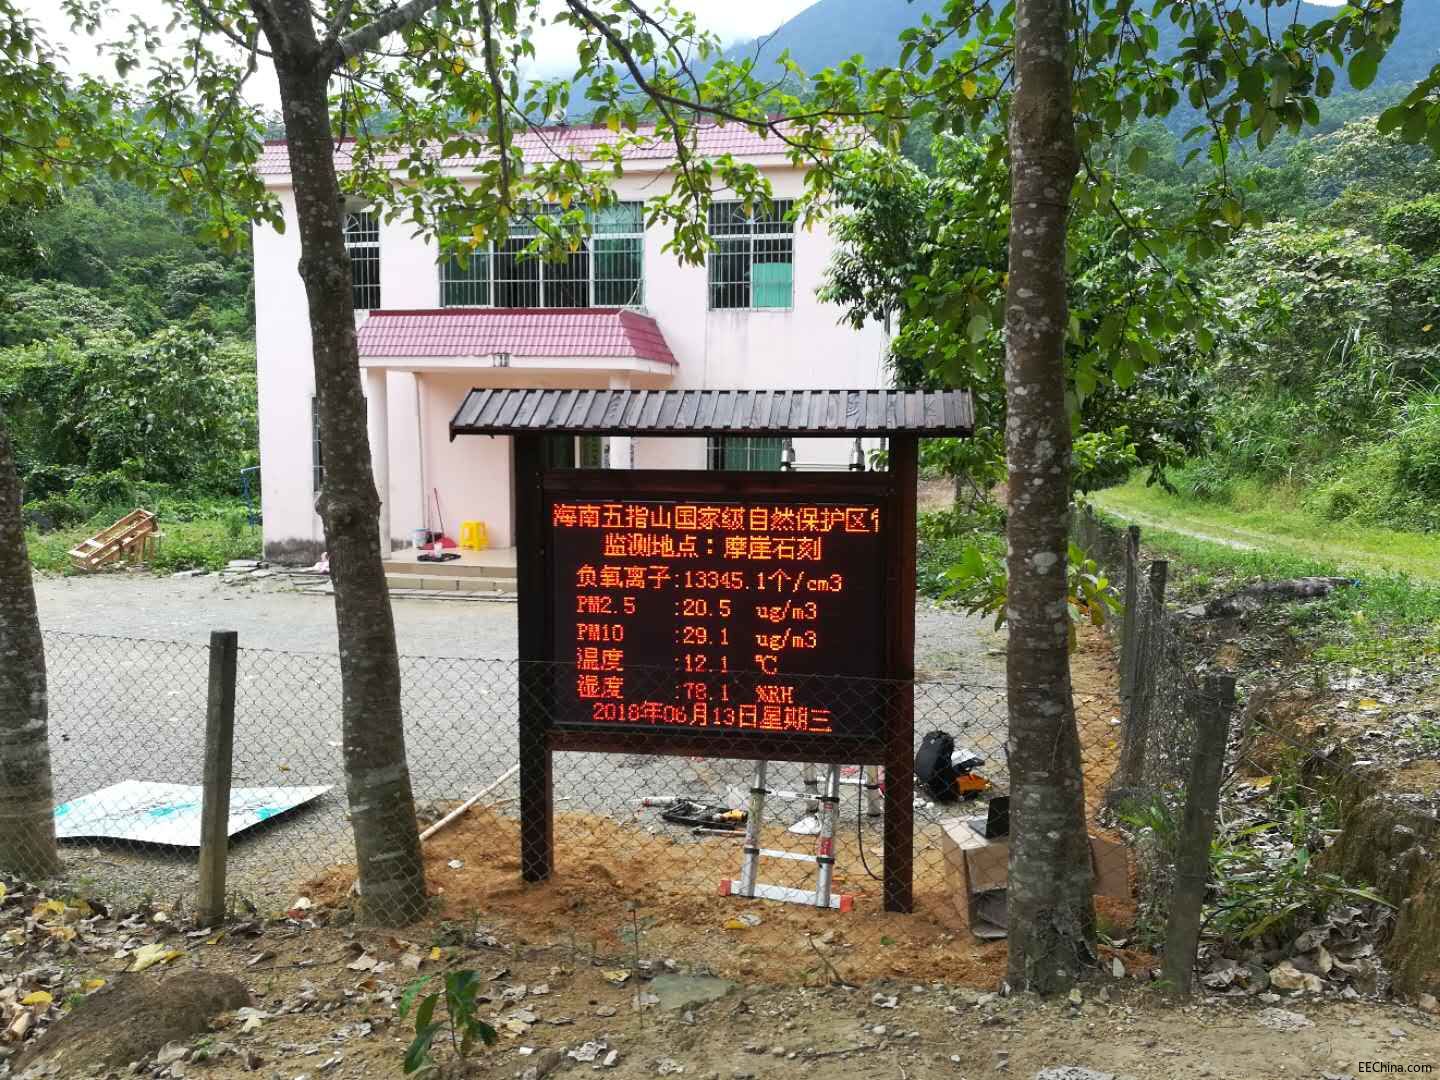 海南五指山国家级自然保护区
监测地点：摩崖石刻
负氧离子:13345.1个/cm3
PM2.5 :20.5 ug/m3
PM10 :29.1 ug/m3
温度 :12.1 ℃
湿度 :78.1 %RH
2018年06月13日星期三
EEChina.com